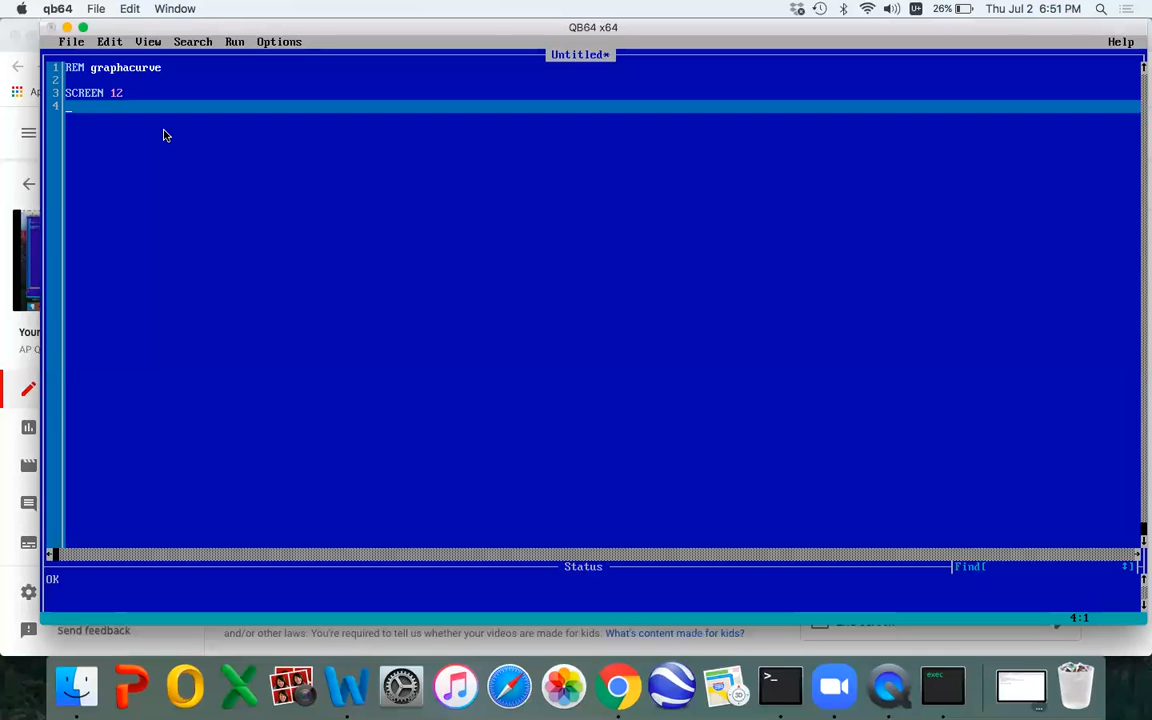 qb64 File Edit Window 26% Thu Jul 2 6:51 PM
QB64 x64
File Edit View Search Run Options Help
Untitled*
1 REM graphacurve
2
3 SCREEN 12
4 _
Your
AP Q
Status Find[
OK
4:1
Send feedback
and/or other laws. You're required to tell us whether your videos are made for kids. What's content made for kids?
exec